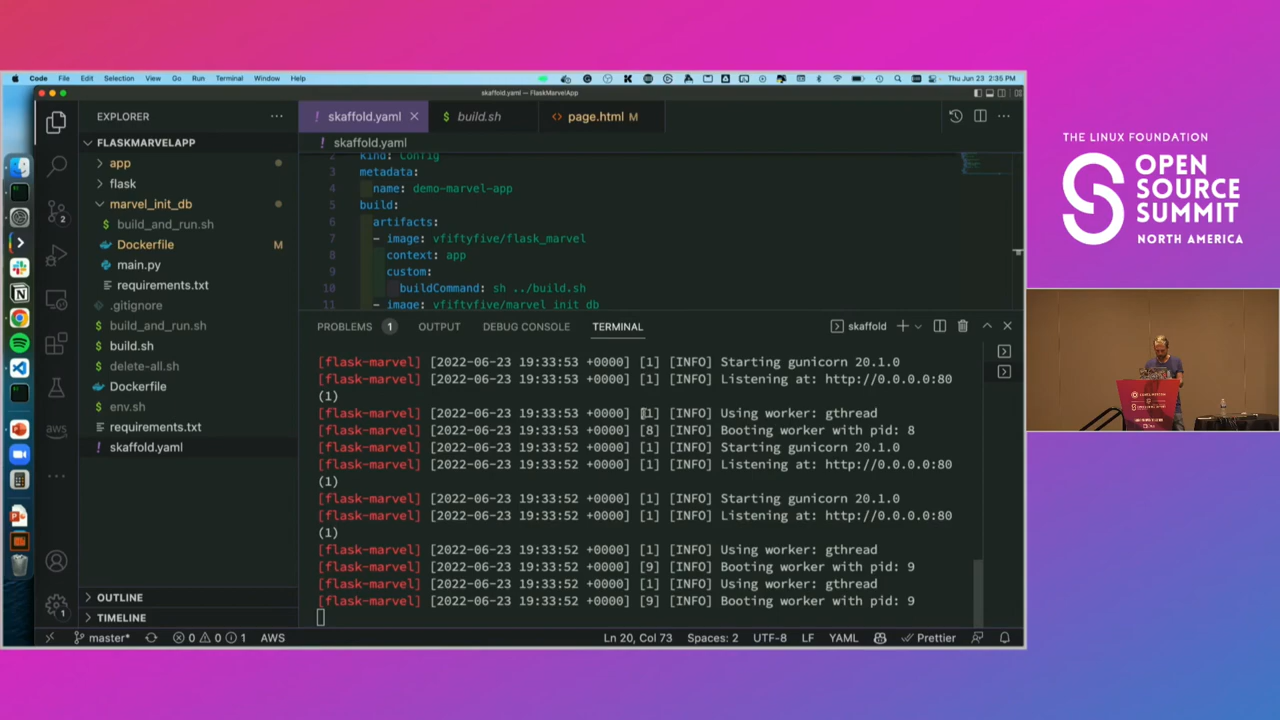 Code File Edit Selection View Go Run Terminal Window Help
Thu Jun 23 2:35 PM
skaffold.yaml — FlaskMarvelApp
EXPLORER
FLASKMARVELAPP
app
flask
marvel_init_db
build_and_run.sh
Dockerfile M
main.py
requirements.txt
.gitignore
build_and_run.sh
build.sh
delete-all.sh
Dockerfile
env.sh
requirements.txt
skaffold.yaml
OUTLINE
TIMELINE
2
aws
1
! skaffold.yaml
$ build.sh
<> page.html M
! skaffold.yaml
2 kind: Config
3 metadata:
4 name: demo-marvel-app
5 build:
6 artifacts:
7 - image: vfiftyfive/flask_marvel
8 context: app
9 custom:
10 buildCommand: sh ../build.sh
11 - image: vfiftyfive/marvel_init_db
PROBLEMS 1 OUTPUT DEBUG CONSOLE TERMINAL
skaffold
[flask-marvel] [2022-06-23 19:33:53 +0000] [1] [INFO] Starting gunicorn 20.1.0
[flask-marvel] [2022-06-23 19:33:53 +0000] [1] [INFO] Listening at: http://0.0.0.0:80
(1)
[flask-marvel] [2022-06-23 19:33:53 +0000] [1] [INFO] Using worker: gthread
[flask-marvel] [2022-06-23 19:33:53 +0000] [8] [INFO] Booting worker with pid: 8
[flask-marvel] [2022-06-23 19:33:52 +0000] [1] [INFO] Starting gunicorn 20.1.0
[flask-marvel] [2022-06-23 19:33:52 +0000] [1] [INFO] Listening at: http://0.0.0.0:80
(1)
[flask-marvel] [2022-06-23 19:33:52 +0000] [1] [INFO] Starting gunicorn 20.1.0
[flask-marvel] [2022-06-23 19:33:52 +0000] [1] [INFO] Listening at: http://0.0.0.0:80
(1)
[flask-marvel] [2022-06-23 19:33:52 +0000] [1] [INFO] Using worker: gthread
[flask-marvel] [2022-06-23 19:33:52 +0000] [9] [INFO] Booting worker with pid: 9
[flask-marvel] [2022-06-23 19:33:52 +0000] [1] [INFO] Using worker: gthread
[flask-marvel] [2022-06-23 19:33:52 +0000] [9] [INFO] Booting worker with pid: 9
master* 0 0 1 AWS
Ln 20, Col 73 Spaces: 2 UTF-8 LF YAML Prettier
THE LINUX FOUNDATION
OPEN
SOURCE
SUMMIT
NORTH AMERICA